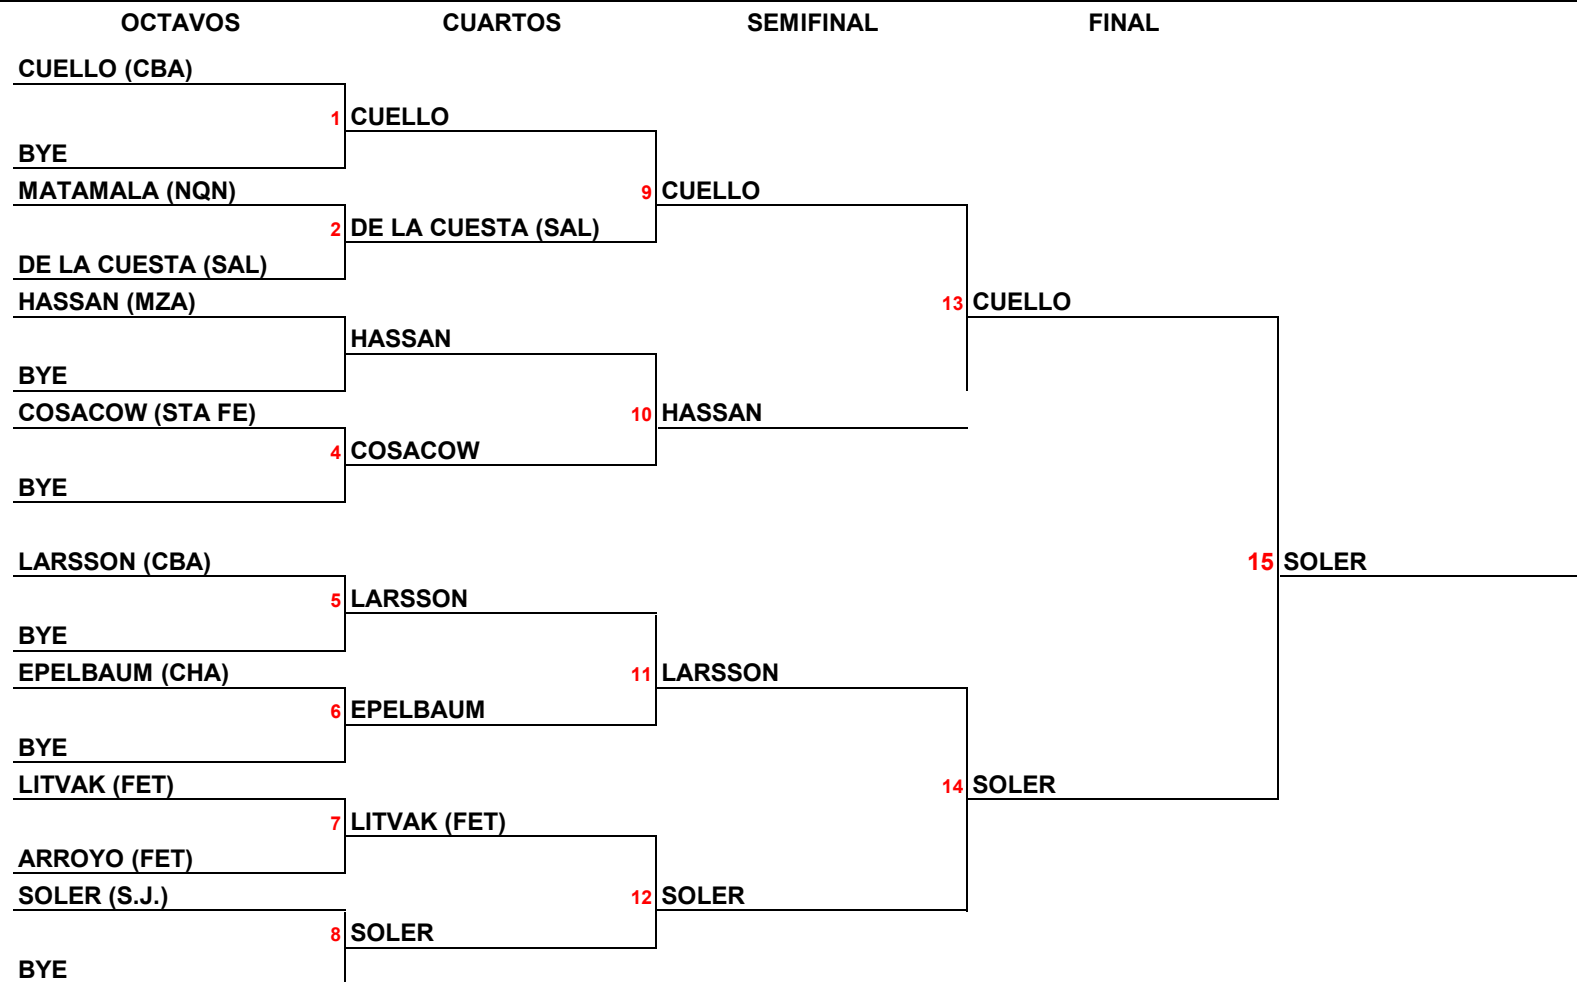 OCTAVOS CUARTOS SEMIFINAL FINAL
CUELLO (CBA)
1 CUELLO
BYE
MATAMALA (NQN)
9 CUELLO
2 DE LA CUESTA (SAL)
DE LA CUESTA (SAL)
HASSAN (MZA)
13 CUELLO
HASSAN
BYE
COSACOW (STA FE)
10 HASSAN
4 COSACOW
BYE
LARSSON (CBA)
15 SOLER
5 LARSSON
BYE
EPELBAUM (CHA)
11 LARSSON
6 EPELBAUM
BYE
LITVAK (FET)
14 SOLER
7 LITVAK (FET)
ARROYO (FET)
SOLER (S.J.)
12 SOLER
8 SOLER
BYE